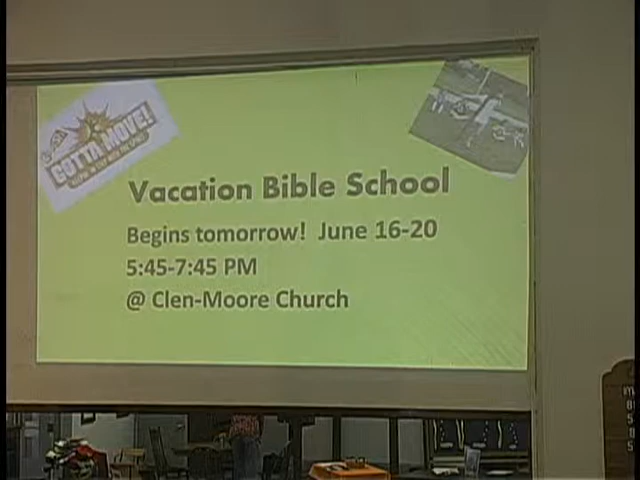 GOTTA MOVE!
Vacation Bible School
Begins tomorrow! June 16-20
5:45-7:45 PM
@ Clen-Moore Church